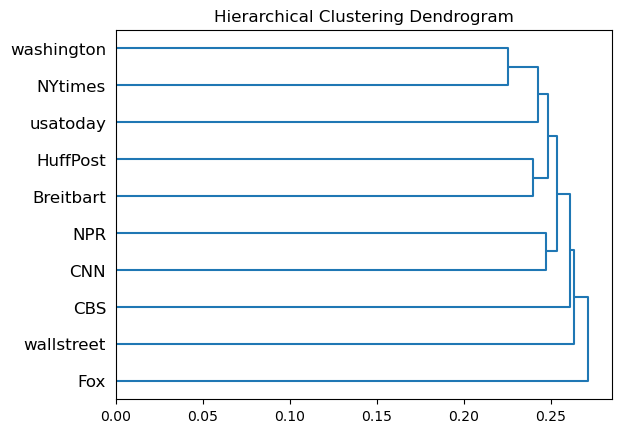 Hierarchical Clustering Dendrogram
washington
NYtimes
usatoday
HuffPost
Breitbart
NPR
CNN
CBS
wallstreet
Fox
0.00 0.05 0.10 0.15 0.20 0.25